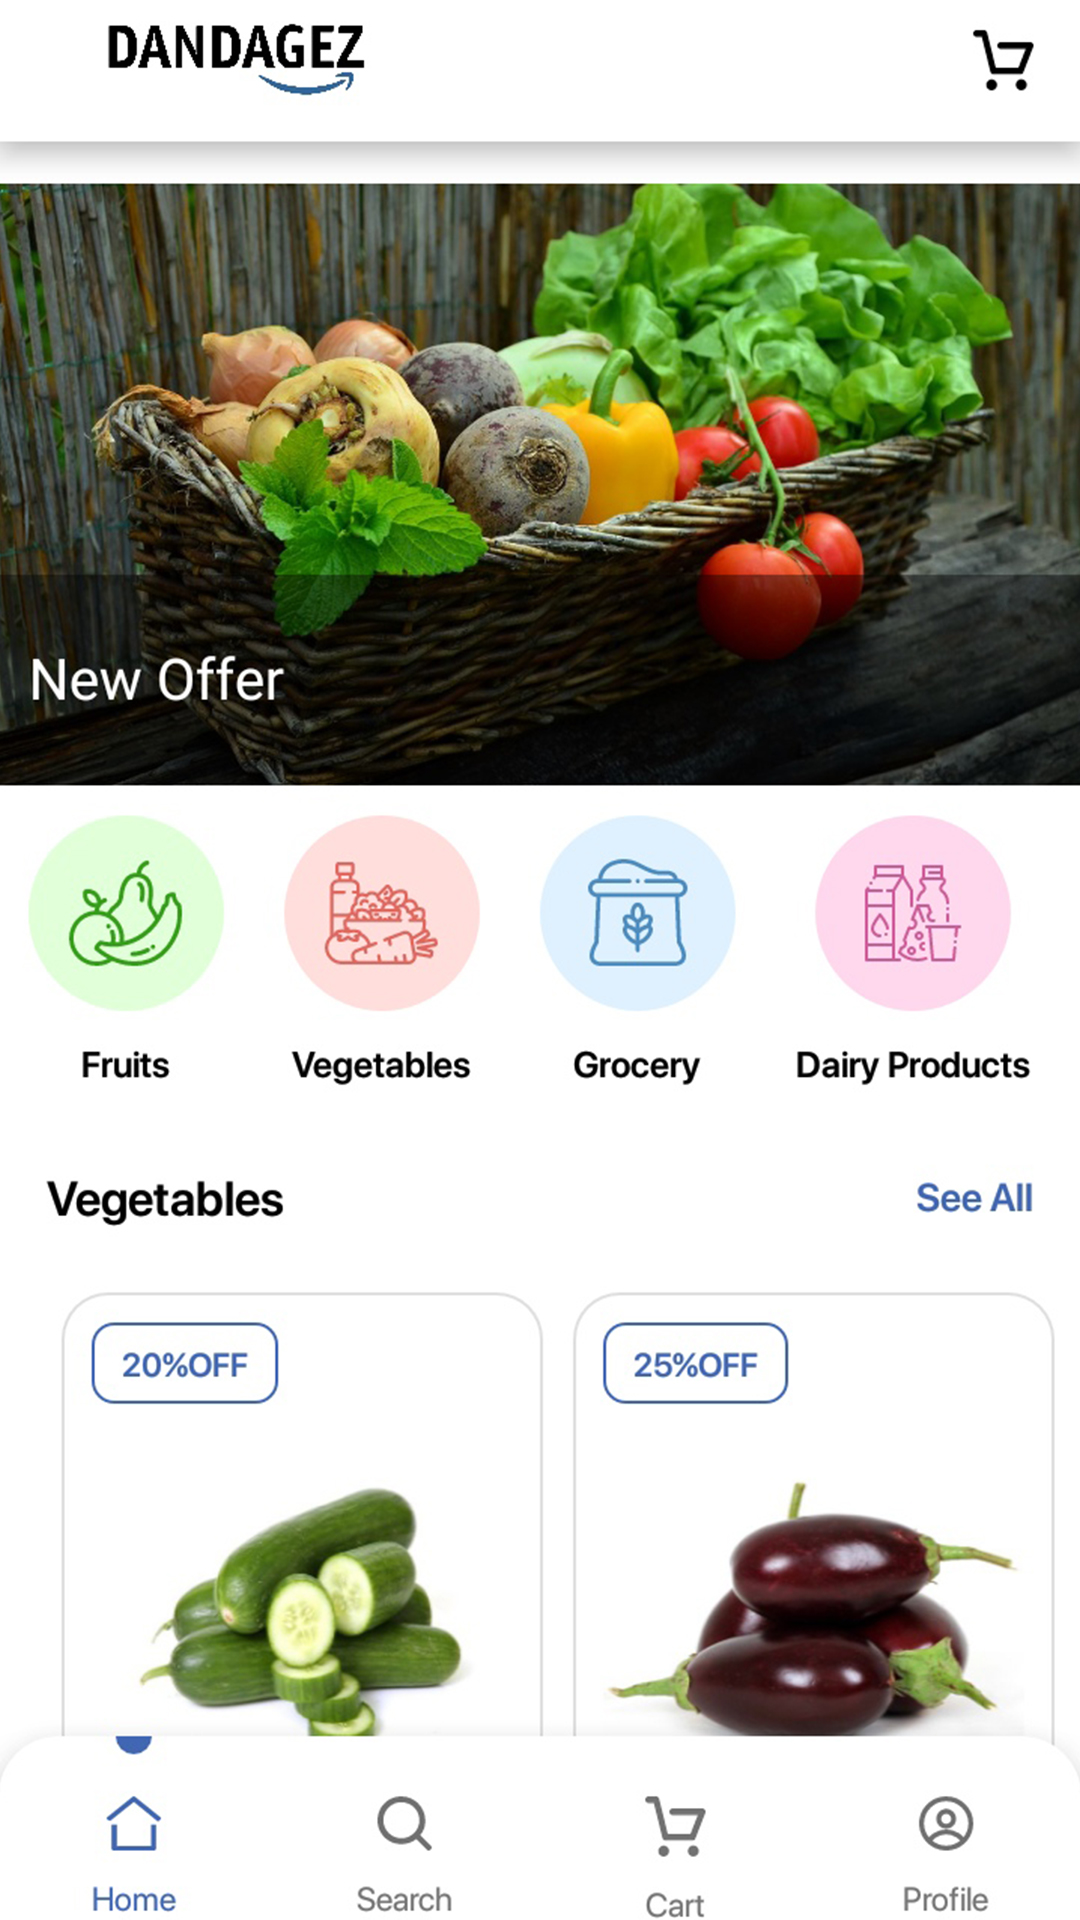 DANDAGEZ
New Offer
Fruits
Vegetables
Grocery
Dairy Products
Vegetables
See All
20%OFF
25%OFF
Home
Search
Cart
Profile